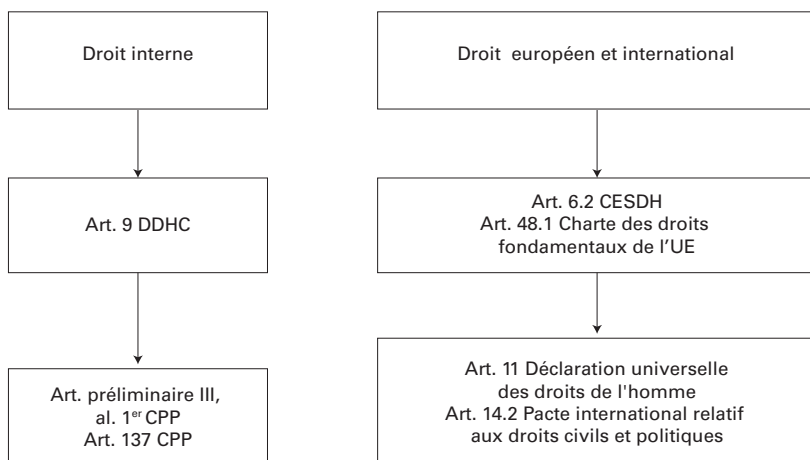 Droit interne
Droit européen et international
Art. 9 DDHC
Art. 6.2 CESDH
Art. 48.1 Charte des droits
fondamentaux de l’UE
Art. préliminaire III,
al. 1er CPP
Art. 137 CPP
Art. 11 Déclaration universelle
des droits de l'homme
Art. 14.2 Pacte international relatif
aux droits civils et politiques